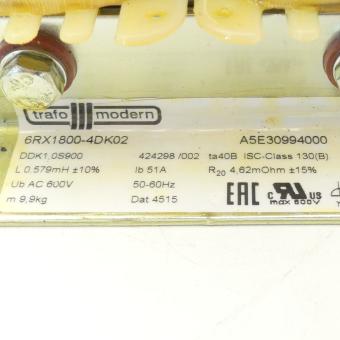 trafo modern
6RX1800-4DK02 A5E30994000
DDK1,0S900 424298 /002 ta40B ISC-Class 130(B)
L 0.579mH ±10% Ib 51A R20 4,62mOhm ±15%
Ub AC 600V 50-60Hz EAC c UR US
m 9,9kg Dat 4515 max 600V